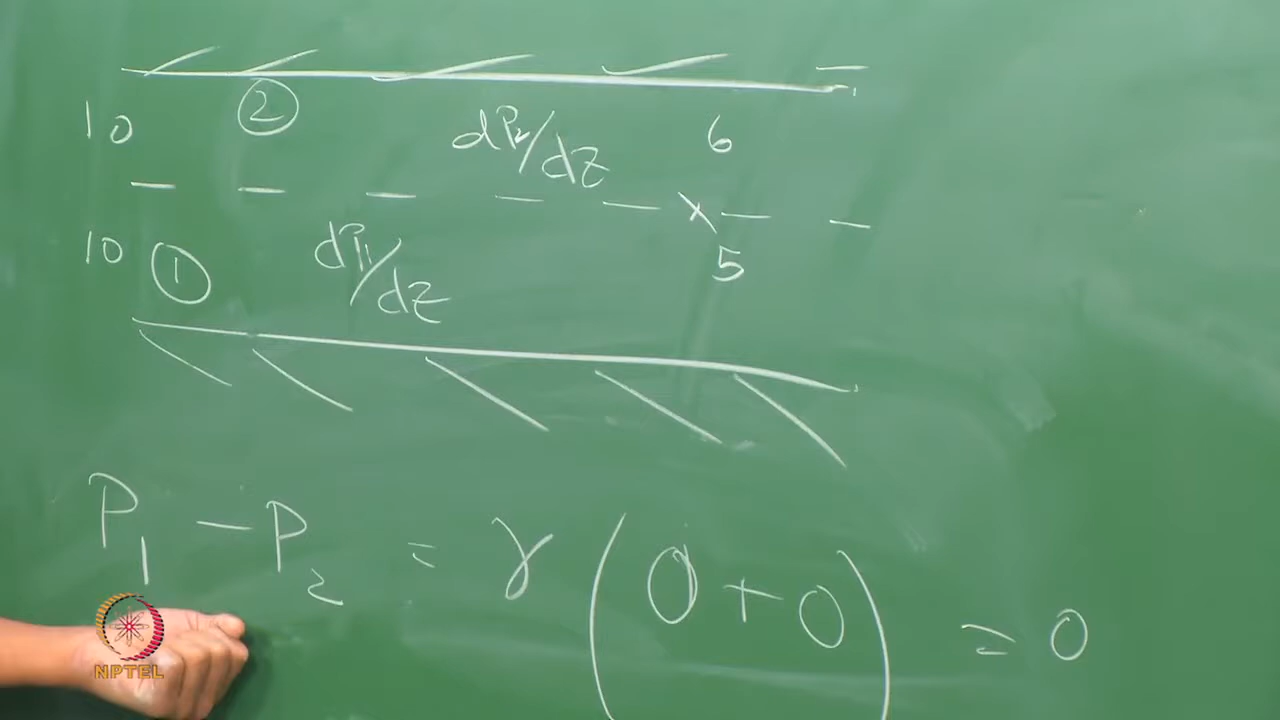 10 ② dP₂/dz 6
10 ① dP₁/dz 5
P₁ - P₂ = γ (0 + 0) = 0
NPTEL